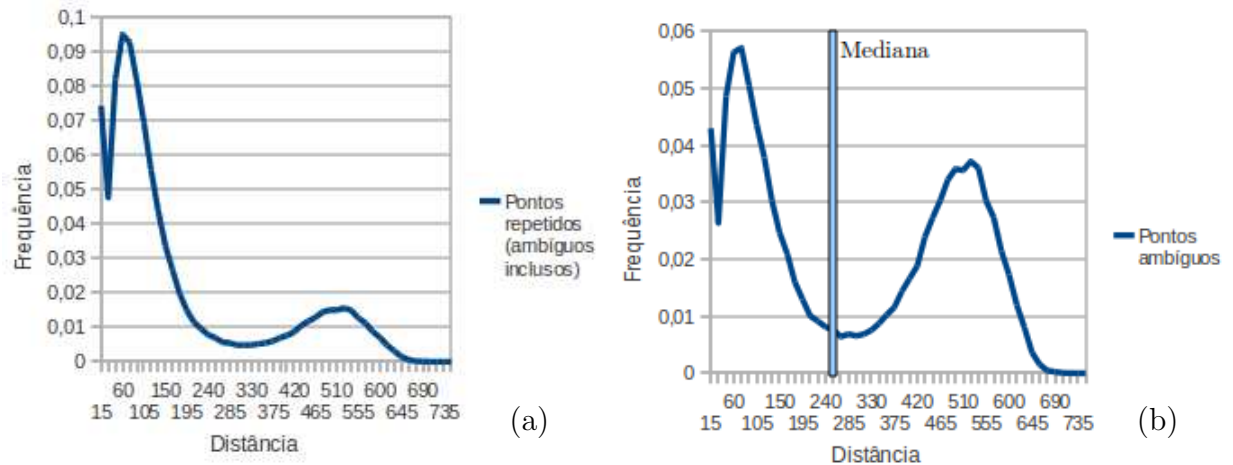 0,1
0,09
0,08
0,07
0,06
0,05
0,04
0,03
0,02
0,01
0
Frequência
60 150 240 330 420 510 600 690
15 105 195 285 375 465 555 645 735
Distância
Pontos
repetidos
(ambíguos
inclusos)
(a)
0,06
0,05
0,04
0,03
0,02
0,01
0
Frequência
Mediana
60 150 240 330 420 510 600 690
15 105 195 285 375 465 555 645 735
Distância
Pontos
ambíguos
(b)